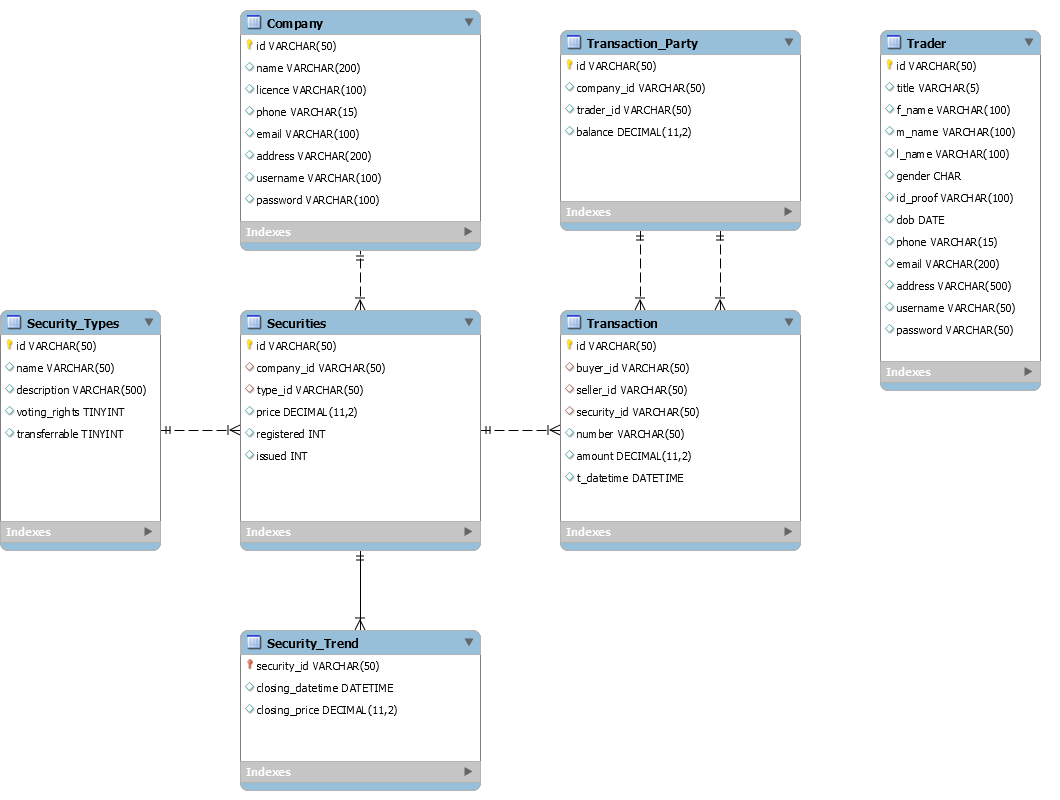 Company
id VARCHAR(50)
name VARCHAR(200)
licence VARCHAR(100)
phone VARCHAR(15)
email VARCHAR(100)
address VARCHAR(200)
username VARCHAR(100)
password VARCHAR(100)
Indexes
Transaction_Party
id VARCHAR(50)
company_id VARCHAR(50)
trader_id VARCHAR(50)
balance DECIMAL(11,2)
Indexes
Trader
id VARCHAR(50)
title VARCHAR(5)
f_name VARCHAR(100)
m_name VARCHAR(100)
l_name VARCHAR(100)
gender CHAR
id_proof VARCHAR(100)
dob DATE
phone VARCHAR(15)
email VARCHAR(200)
address VARCHAR(500)
username VARCHAR(50)
password VARCHAR(50)
Indexes
Security_Types
id VARCHAR(50)
name VARCHAR(50)
description VARCHAR(500)
voting_rights TINYINT
transferrable TINYINT
Indexes
Securities
id VARCHAR(50)
company_id VARCHAR(50)
type_id VARCHAR(50)
price DECIMAL(11,2)
registered INT
issued INT
Indexes
Transaction
id VARCHAR(50)
buyer_id VARCHAR(50)
seller_id VARCHAR(50)
security_id VARCHAR(50)
number VARCHAR(50)
amount DECIMAL(11,2)
t_datetime DATETIME
Indexes
Security_Trend
security_id VARCHAR(50)
closing_datetime DATETIME
closing_price DECIMAL(11,2)
Indexes